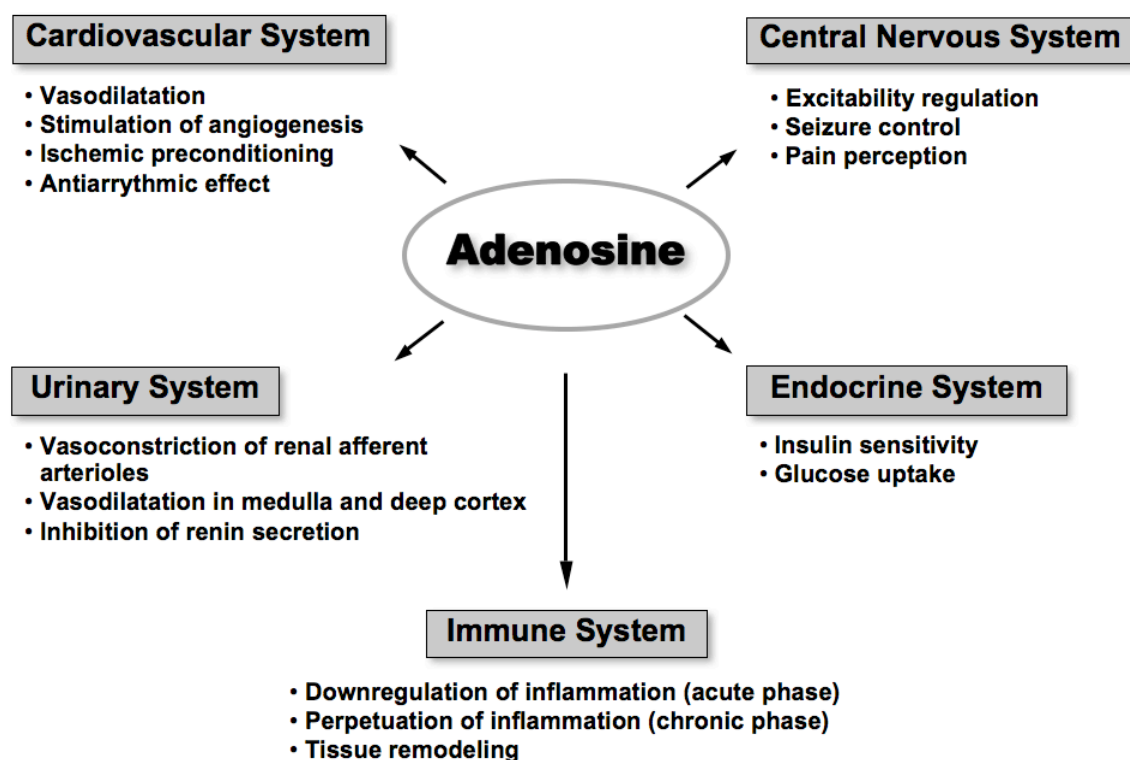 Cardiovascular System
• Vasodilatation
• Stimulation of angiogenesis
• Ischemic preconditioning
• Antiarrythmic effect
Central Nervous System
• Excitability regulation
• Seizure control
• Pain perception
Adenosine
Urinary System
• Vasoconstriction of renal afferent
arterioles
• Vasodilatation in medulla and deep cortex
• Inhibition of renin secretion
Endocrine System
• Insulin sensitivity
• Glucose uptake
Immune System
• Downregulation of inflammation (acute phase)
• Perpetuation of inflammation (chronic phase)
• Tissue remodeling